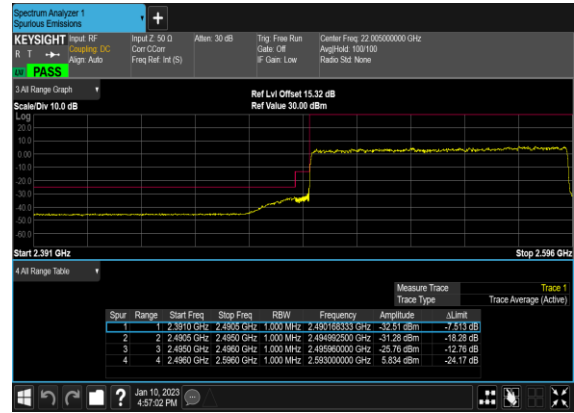 Spectrum Analyzer 1
Spurious Emissions
KEYSIGHT Input: RF Input Z: 50 Ω Atten: 30 dB Trig: Free Run Center Freq: 22.005000000 GHz
R T Coupling: DC Corr CCorr Gate: Off Avg|Hold: 100/100
Align: Auto Freq Ref: Int (S) IF Gain: Low Radio Std: None
PASS
3 All Range Graph
Ref Lvl Offset 15.32 dB
Scale/Div 10.0 dB Ref Value 30.00 dBm
Log
20.0
10.0
0.00
-10.0
-20.0
-30.0
-40.0
-50.0
-60.0
Start 2.391 GHz Stop 2.596 GHz
4 All Range Table
Measure Trace Trace 1
Trace Type Trace Average (Active)
Spur Range Start Freq Stop Freq RBW Frequency Amplitude ΔLimit
1 1 2.3910 GHz 2.4905 GHz 1.000 MHz 2.490168333 GHz -32.51 dBm -7.513 dB
2 2 2.4905 GHz 2.4950 GHz 1.000 MHz 2.494992500 GHz -31.28 dBm -18.28 dB
3 3 2.4950 GHz 2.4960 GHz 1.000 MHz 2.495960000 GHz -25.76 dBm -12.76 dB
4 4 2.4960 GHz 2.5960 GHz 1.000 MHz 2.593000000 GHz 5.834 dBm -24.17 dB
Jan 10, 2023
4:57:02 PM